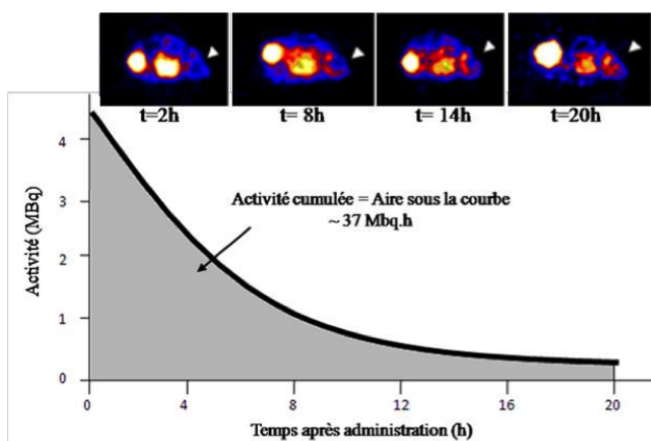 t=2h t= 8h t= 14h t=20h
4
Activité cumulée = Aire sous la courbe
3
~ 37 Mbq.h
2
1
0
0 4 8 12 16 20
Activité (MBq)
Temps après administration (h)